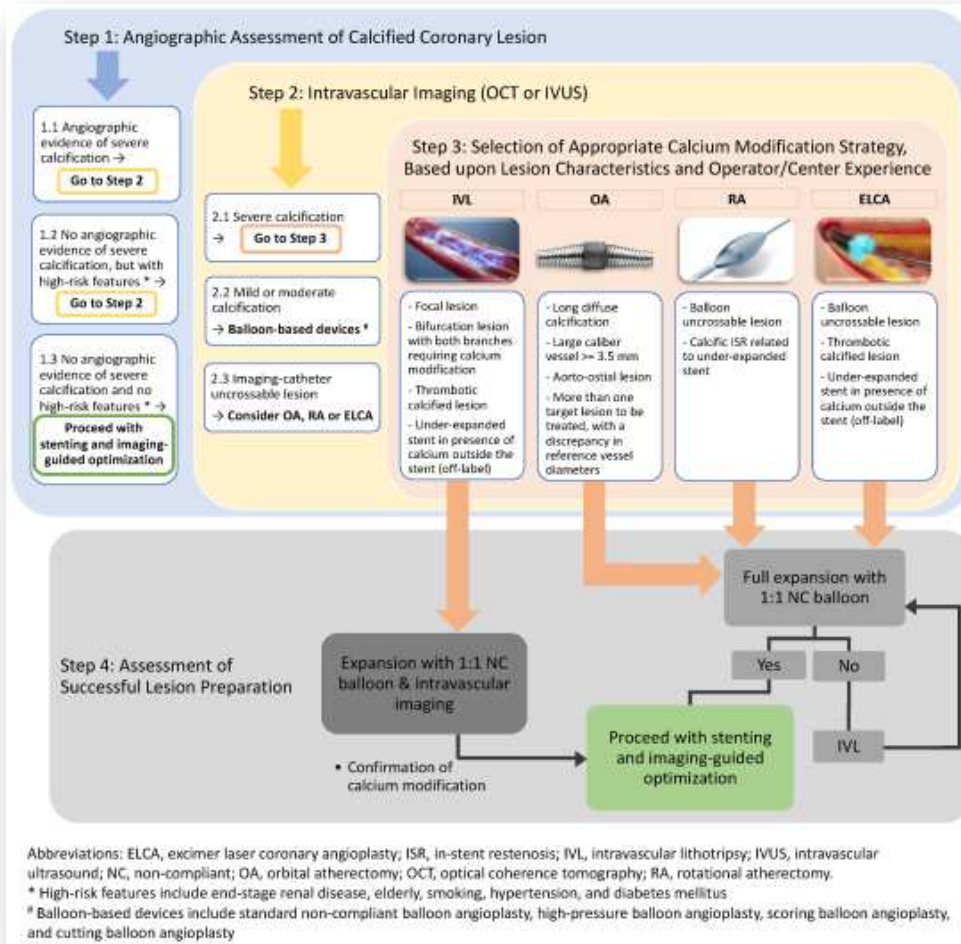 Step 1: Angiographic Assessment of Calcified Coronary Lesion
1.1 Angiographic
evidence of severe
calcification →
Go to Step 2
1.2 No angiographic
evidence of severe
calcification, but with
high-risk features * →
Go to Step 2
1.3 No angiographic
evidence of severe
calcification and no
high-risk features * →
Proceed with
stenting and imaging-
guided optimization
Step 2: Intravascular Imaging (OCT or IVUS)
2.1 Severe calcification
→ Go to Step 3
2.2 Mild or moderate
calcification
→ Balloon-based devices #
2.3 Imaging-catheter
uncrossable lesion
→ Consider OA, RA or ELCA
Step 3: Selection of Appropriate Calcium Modification Strategy,
Based upon Lesion Characteristics and Operator/Center Experience
IVL
- Focal lesion
- Bifurcation lesion
with both branches
requiring calcium
modification
- Thrombotic
calcified lesion
- Under-expanded
stent in presence of
calcium outside the
stent (off-label)
OA
- Long diffuse
calcification
- Large caliber
vessel >= 3.5 mm
- Aorto-ostial lesion
- More than one
target lesion to be
treated, with a
discrepancy in
reference vessel
diameters
RA
- Balloon
uncrossable lesion
- Calcific ISR related
to under-expanded
stent
ELCA
- Balloon
uncrossable lesion
- Thrombotic
calcified lesion
- Under-expanded
stent in presence of
calcium outside the
stent (off-label)
Step 4: Assessment of
Successful Lesion Preparation
Expansion with 1:1 NC
balloon & intravascular
imaging
• Confirmation of
calcium modification
Full expansion with
1:1 NC balloon
Yes
No
IVL
Proceed with stenting
and imaging-guided
optimization
Abbreviations: ELCA, excimer laser coronary angioplasty; ISR, in-stent restenosis; IVL, intravascular lithotripsy; IVUS, intravascular
ultrasound; NC, non-compliant; OA, orbital atherectomy; OCT, optical coherence tomography; RA, rotational atherectomy.
* High-risk features include end-stage renal disease, elderly, smoking, hypertension, and diabetes mellitus
# Balloon-based devices include standard non-compliant balloon angioplasty, high-pressure balloon angioplasty, scoring balloon angioplasty,
and cutting balloon angioplasty